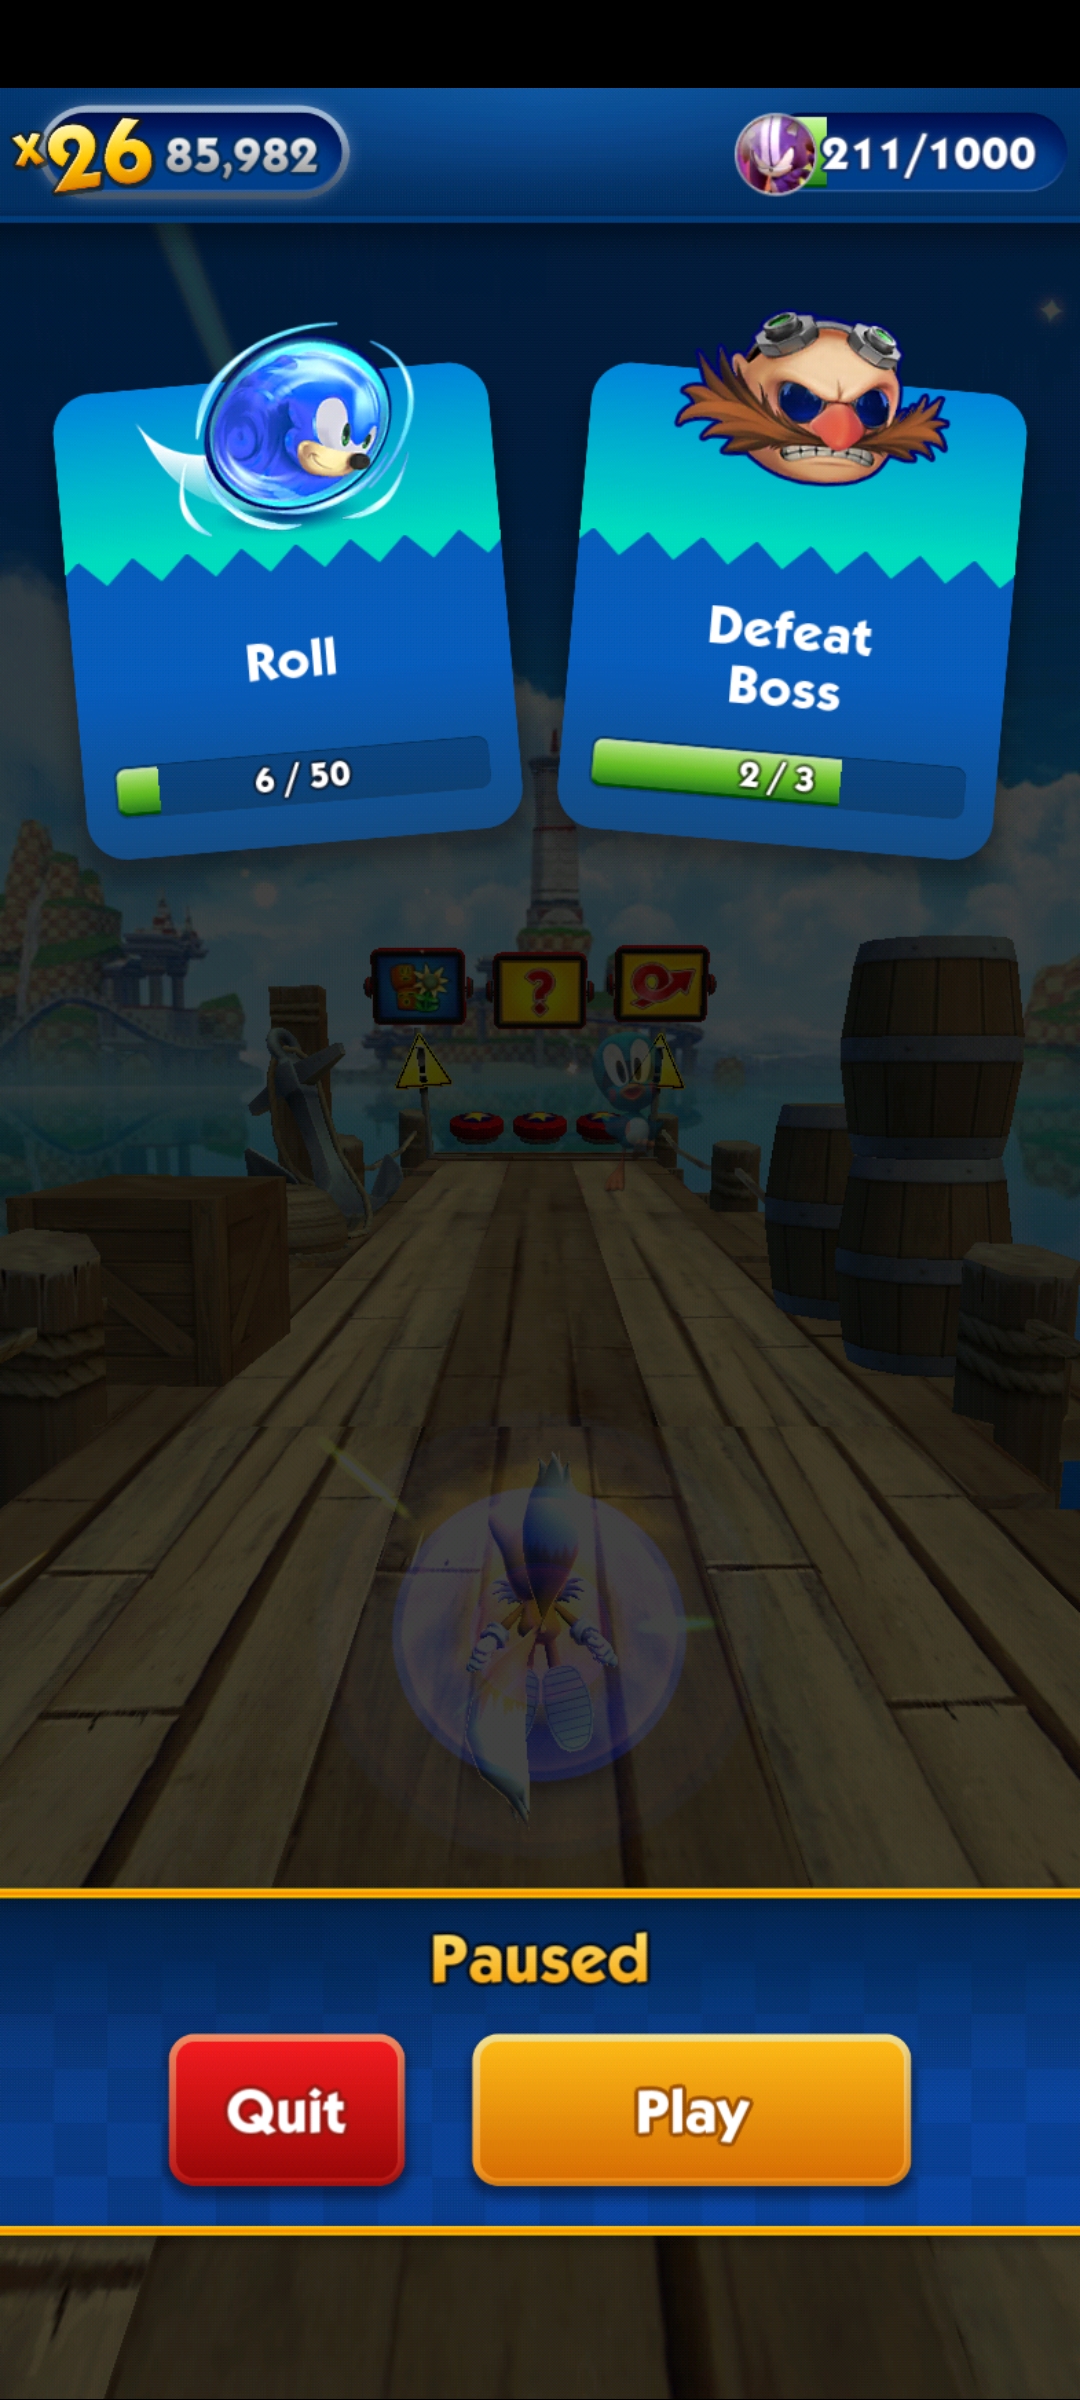 x26 85,982
211/1000
Roll
6 / 50
Defeat
Boss
2 / 3
?
!
!
Paused
Quit
Play